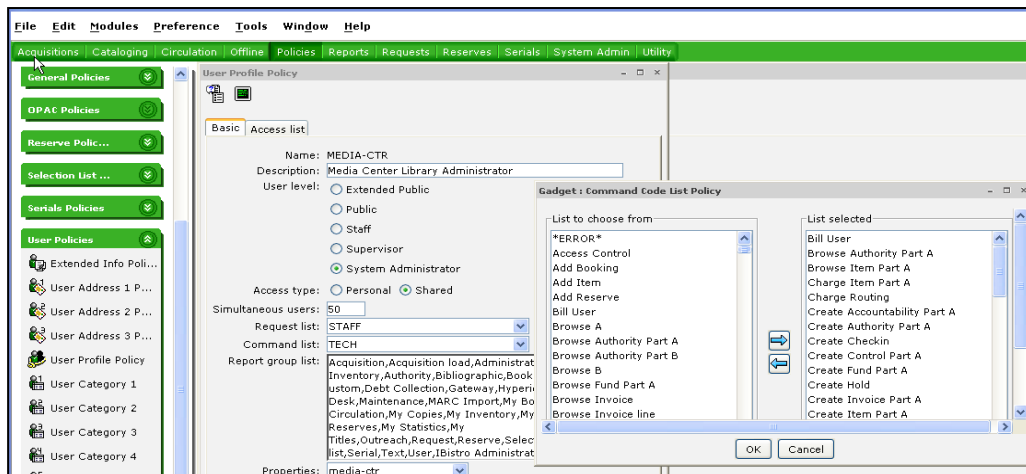 File Edit Modules Preference Tools Window Help
Acquisitions Cataloging Circulation Offline Policies Reports Requests Reserves Serials System Admin Utility
General Policies
OPAC Policies
Reserve Polic...
Selection List ...
Serials Policies
User Policies
Extended Info Poli...
User Address 1 P...
User Address 2 P...
User Address 3 P...
User Profile Policy
User Category 1
User Category 2
User Category 3
User Category 4
User Profile Policy
Basic Access list
Name: MEDIA-CTR
Description: Media Center Library Administrator
User level: Extended Public
Public
Staff
Supervisor
System Administrator
Access type: Personal Shared
Simultaneous users: 50
Request list: STAFF
Command list: TECH
Report group list: Acquisition,Acquisition load,Administrat
Inventory,Authority,Bibliographic,Book
ustom,Debt Collection,Gateway,Hyperi
Desk,Maintenance,MARC Import,My Bo
Circulation,My Copies,My Inventory,My
Reserves,My Statistics,My
Titles,Outreach,Request,Reserve,Selec
list,Serial,Text,User,IBistro Administrat
Properties: media-ctr
Gadget : Command Code List Policy
List to choose from
*ERROR*
Access Control
Add Booking
Add Item
Add Reserve
Bill User
Browse A
Browse Authority Part A
Browse Authority Part B
Browse B
Browse Fund Part A
Browse Invoice
Browse Invoice line
List selected
Bill User
Browse Authority Part A
Browse Item Part A
Charge Item Part A
Charge Routing
Create Accountability Part A
Create Authority Part A
Create Checkin
Create Control Part A
Create Fund Part A
Create Hold
Create Invoice Part A
Create Item Part A
OK Cancel